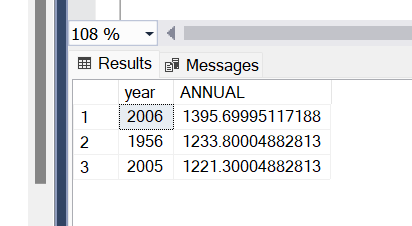 108 %
Results Messages
year ANNUAL
1 2006 1395.69995117188
2 1956 1233.80004882813
3 2005 1221.30004882813